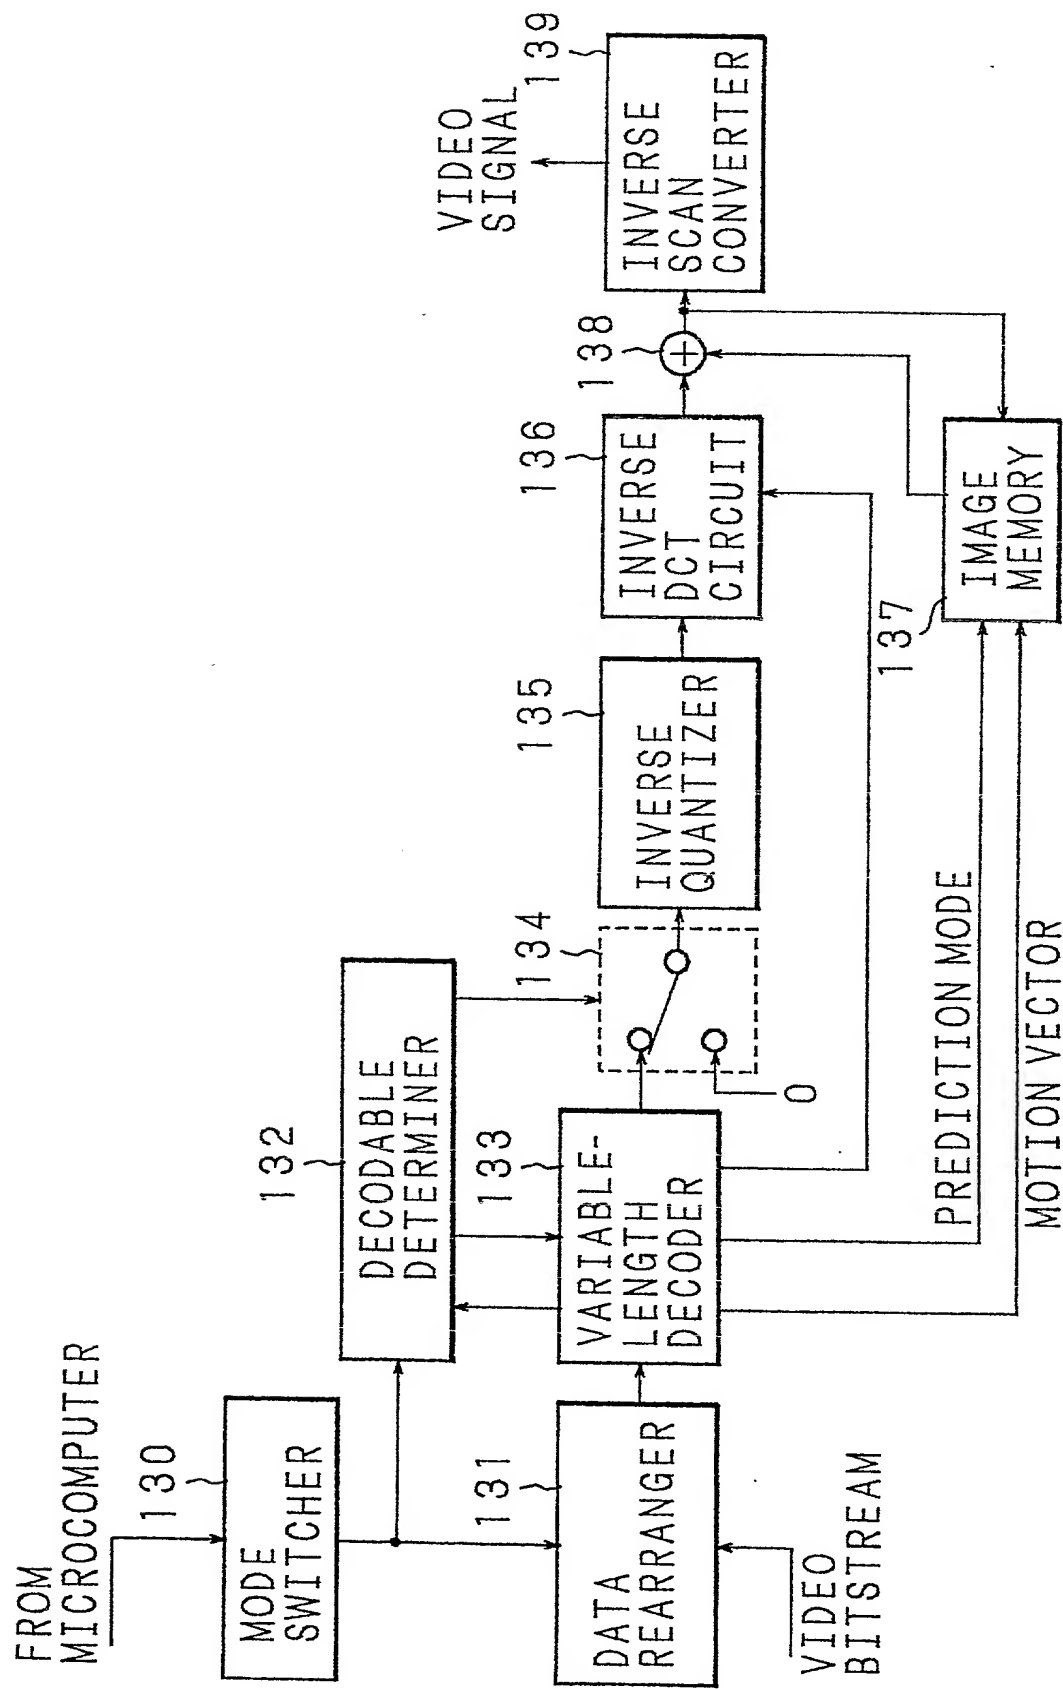 FROM
MICROCOMPUTER
130
MODE
SWITCHER
132
DECODABLE
DETERMINER
131
DATA
REARRANGER
VIDEO
BITSTREAM
133
VARIABLE-
LENGTH
DECODER
134
0
135
INVERSE
QUANTIZER
136
INVERSE
DCT
CIRCUIT
138
139
INVERSE
SCAN
CONVERTER
VIDEO
SIGNAL
137
IMAGE
MEMORY
PREDICTION MODE
MOTION VECTOR